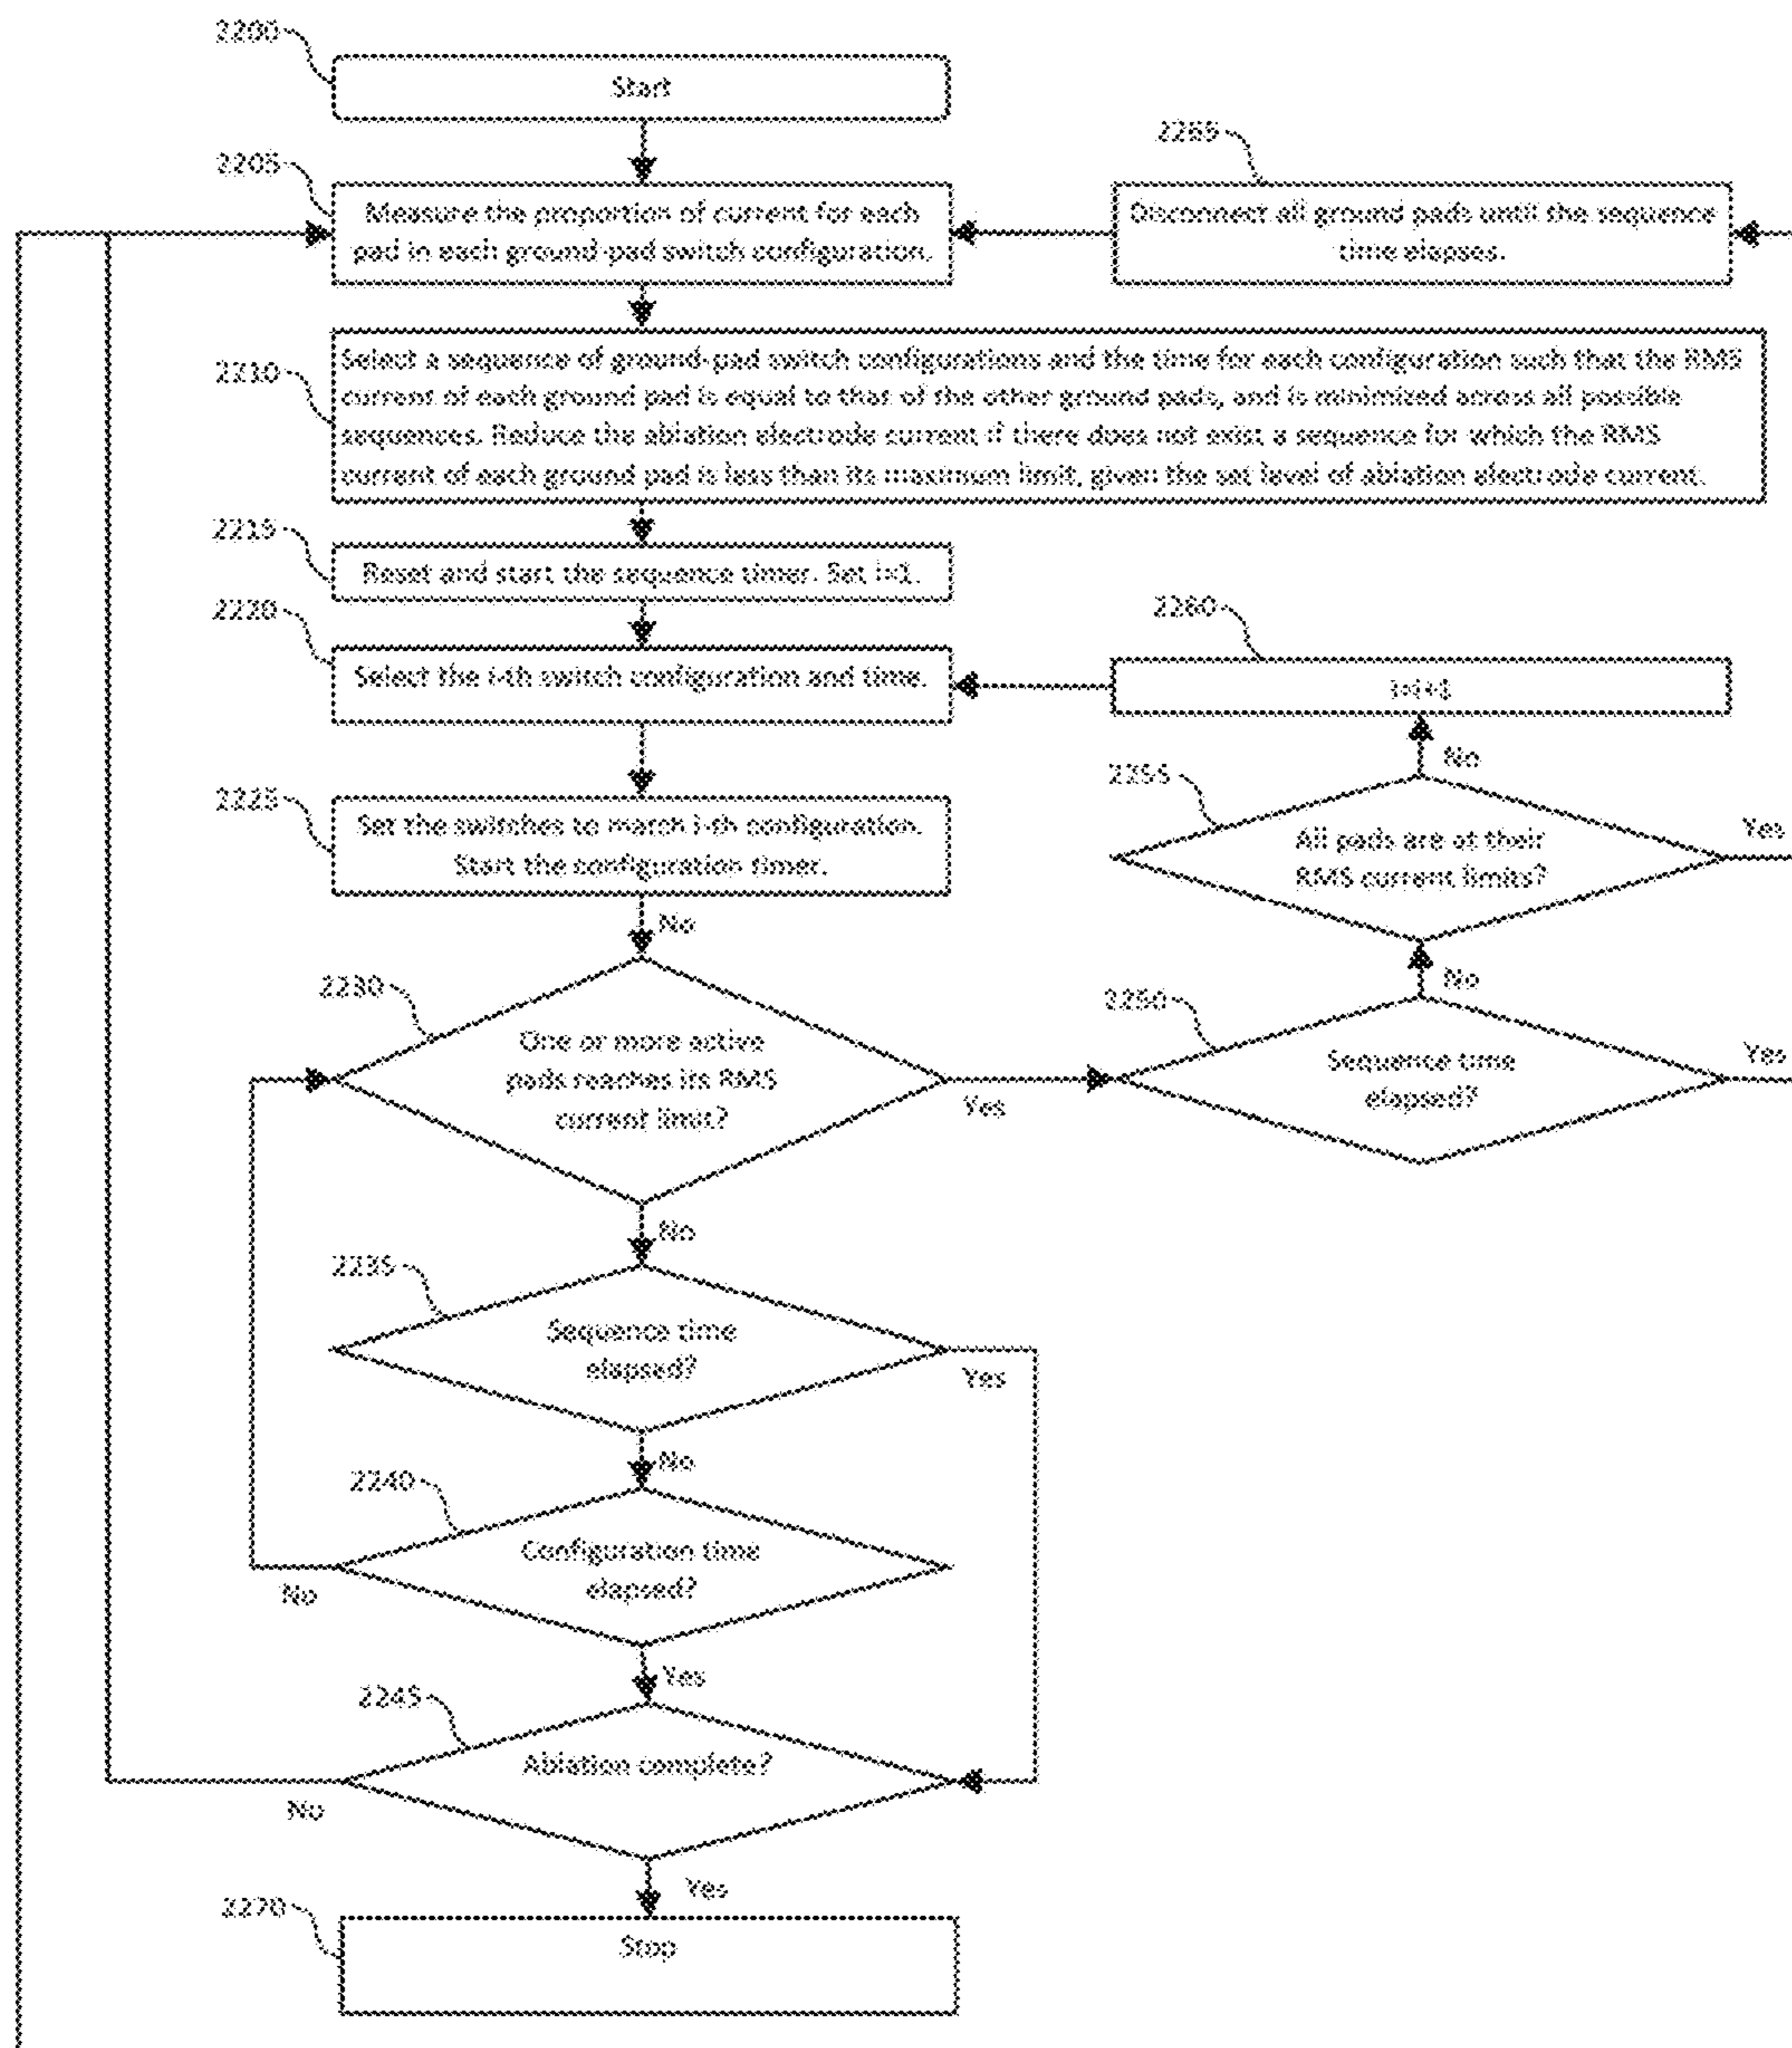 2200
Start
2205
Measure the proportion of current for each
pad in each ground-pad switch configuration.
2265
Disconnect all ground pads until the sequence
time elapses.
2210
Select a sequence of ground-pad switch configurations and the time for each configuration such that the RMS
current of each ground pad is equal to that of the other ground pads, and is minimized across all possible
sequences. Reduce the ablation electrode current if there does not exist a sequence for which the RMS
current of each ground pad is less than its maximum limit, given the set level of ablation electrode current.
2215
Reset and start the sequence timer. Set i=1.
2220
Select the i-th switch configuration and time.
2260
i=i+1
No
2225
Set the switches to match i-th configuration.
Start the configuration timer.
No
2255
All pads are at their
RMS current limits?
Yes
No
2230
One or more active
pads reaches its RMS
current limit?
Yes
2250
Sequence time
elapsed?
Yes
No
2235
Sequence time
elapsed?
Yes
No
2240
Configuration time
elapsed?
No
Yes
2245
Ablation complete?
No
Yes
2270
Stop